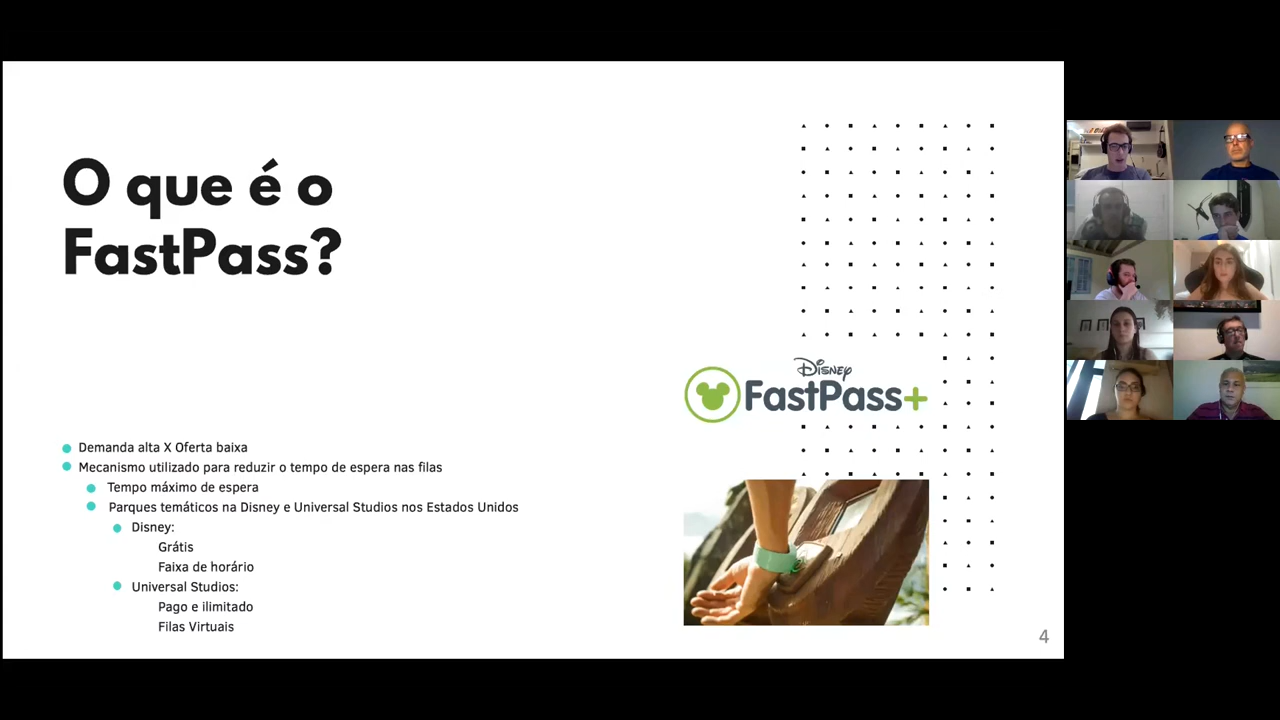 O que é o
FastPass?
Disney
FastPass+
Demanda alta X Oferta baixa
Mecanismo utilizado para reduzir o tempo de espera nas filas
Tempo máximo de espera
Parques temáticos na Disney e Universal Studios nos Estados Unidos
Disney:
Grátis
Faixa de horário
Universal Studios:
Pago e ilimitado
Filas Virtuais
4